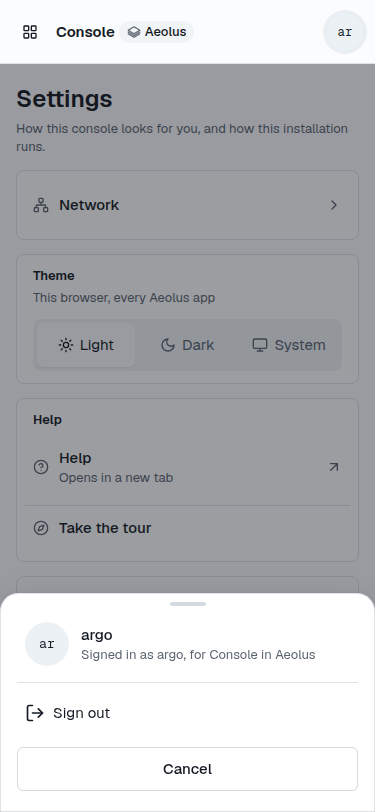 Console Aeolus ar
Settings
How this console looks for you, and how this installation
runs.
Network
Theme
This browser, every Aeolus app
Light Dark System
Help
Help
Opens in a new tab
Take the tour
ar
argo
Signed in as argo, for Console in Aeolus
Sign out
Cancel